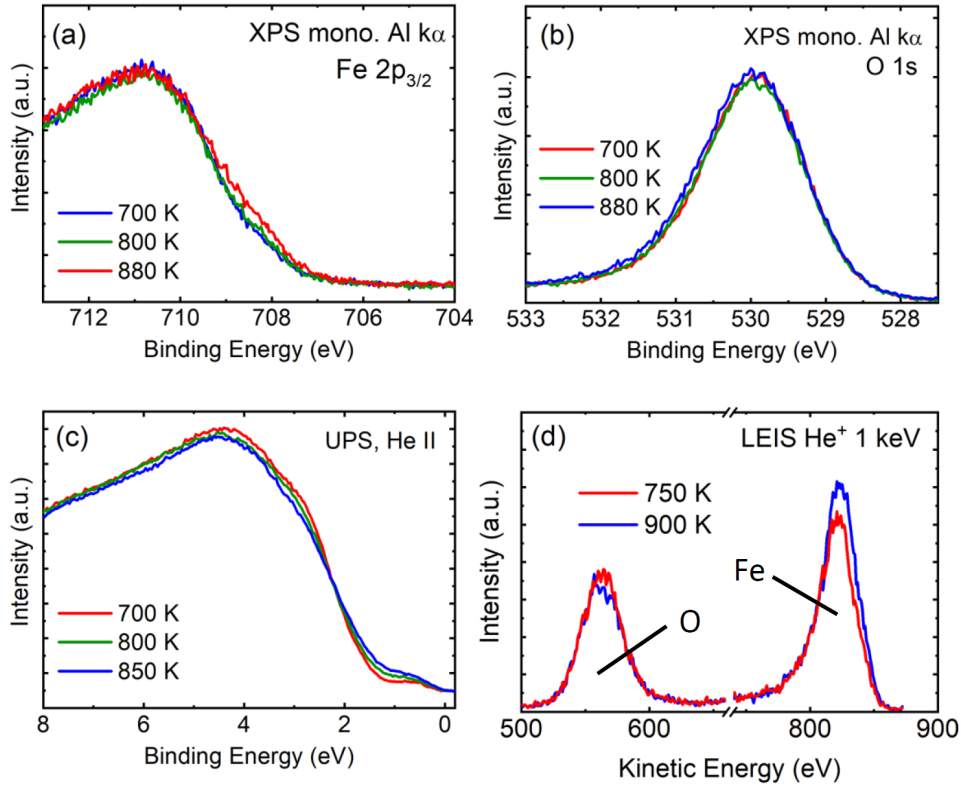 (a)
XPS mono. Al kα
Fe 2p3/2
700 K
800 K
880 K
Intensity (a.u.)
712 710 708 706 704
Binding Energy (eV)
(b)
XPS mono. Al kα
O 1s
700 K
800 K
880 K
Intensity (a.u.)
533 532 531 530 529 528
Binding Energy (eV)
(c)
UPS, He II
700 K
800 K
850 K
Intensity (a.u.)
8 6 4 2 0
Binding Energy (eV)
(d)
LEIS He+ 1 keV
750 K
900 K
Fe
O
Intensity (a.u.)
500 600 800 900
Kinetic Energy (eV)